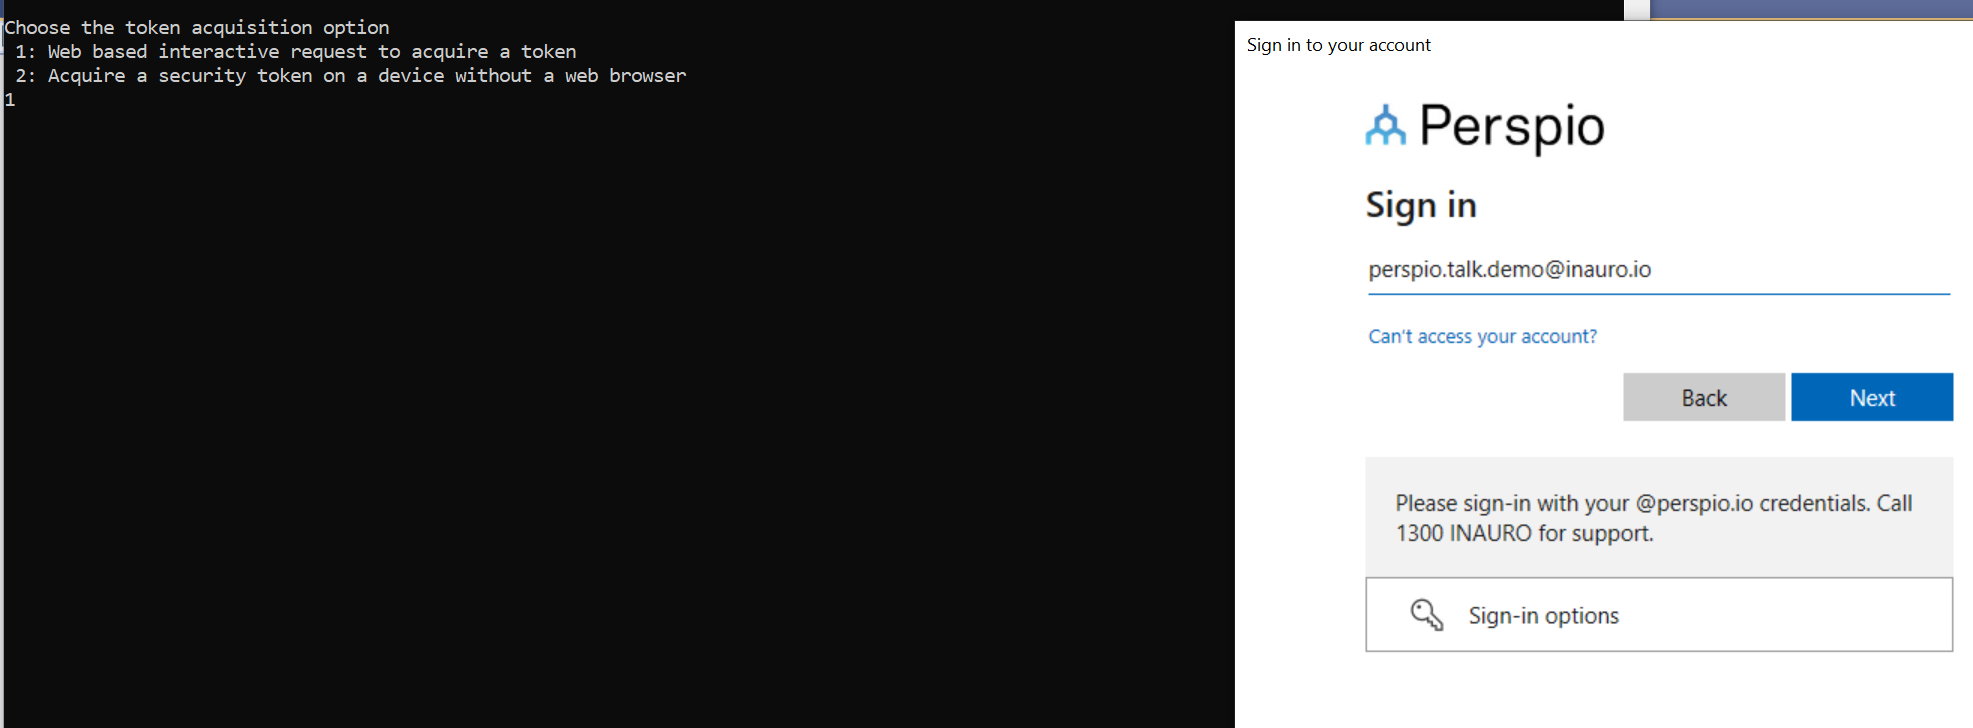 Choose the token acquisition option
1: Web based interactive request to acquire a token
2: Acquire a security token on a device without a web browser
1
Sign in to your account
Perspio
Sign in
perspio.talk.demo@inauro.io
Can't access your account?
Back
Next
Please sign-in with your @perspio.io credentials. Call
1300 INAURO for support.
Sign-in options